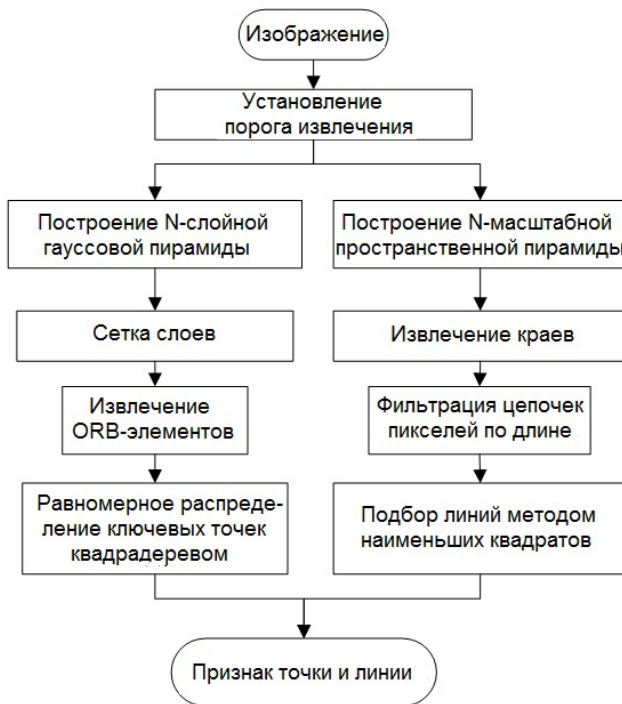 Изображение
Установление
порога извлечения
Построение N-слойной
гауссовой пирамиды
Построение N-масштабной
пространственной пирамиды
Сетка слоев
Извлечение краев
Извлечение
ORB-элементов
Фильтрация цепочек
пикселей по длине
Равномерное распреде-
ление ключевых точек
квадрадеревом
Подбор линий методом
наименьших квадратов
Признак точки и линии